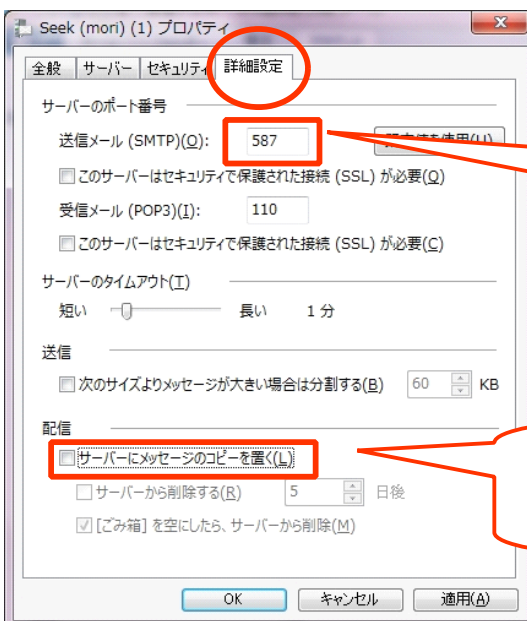 Seek (mori) (1) プロパティ
全般 サーバー セキュリティ 詳細設定
サーバーのポート番号
送信メール (SMTP)(O): 587
このサーバーはセキュリティで保護された接続 (SSL) が必要(Q)
受信メール (POP3)(I): 110
このサーバーはセキュリティで保護された接続 (SSL) が必要(C)
サーバーのタイムアウト(T)
短い 長い 1 分
送信
次のサイズよりメッセージが大きい場合は分割する(B) 60 KB
配信
サーバーにメッセージのコピーを置く(L)
サーバーから削除する(R) 5 日後
[ごみ箱] を空にしたら、サーバーから削除(M)
OK キャンセル 適用(A)